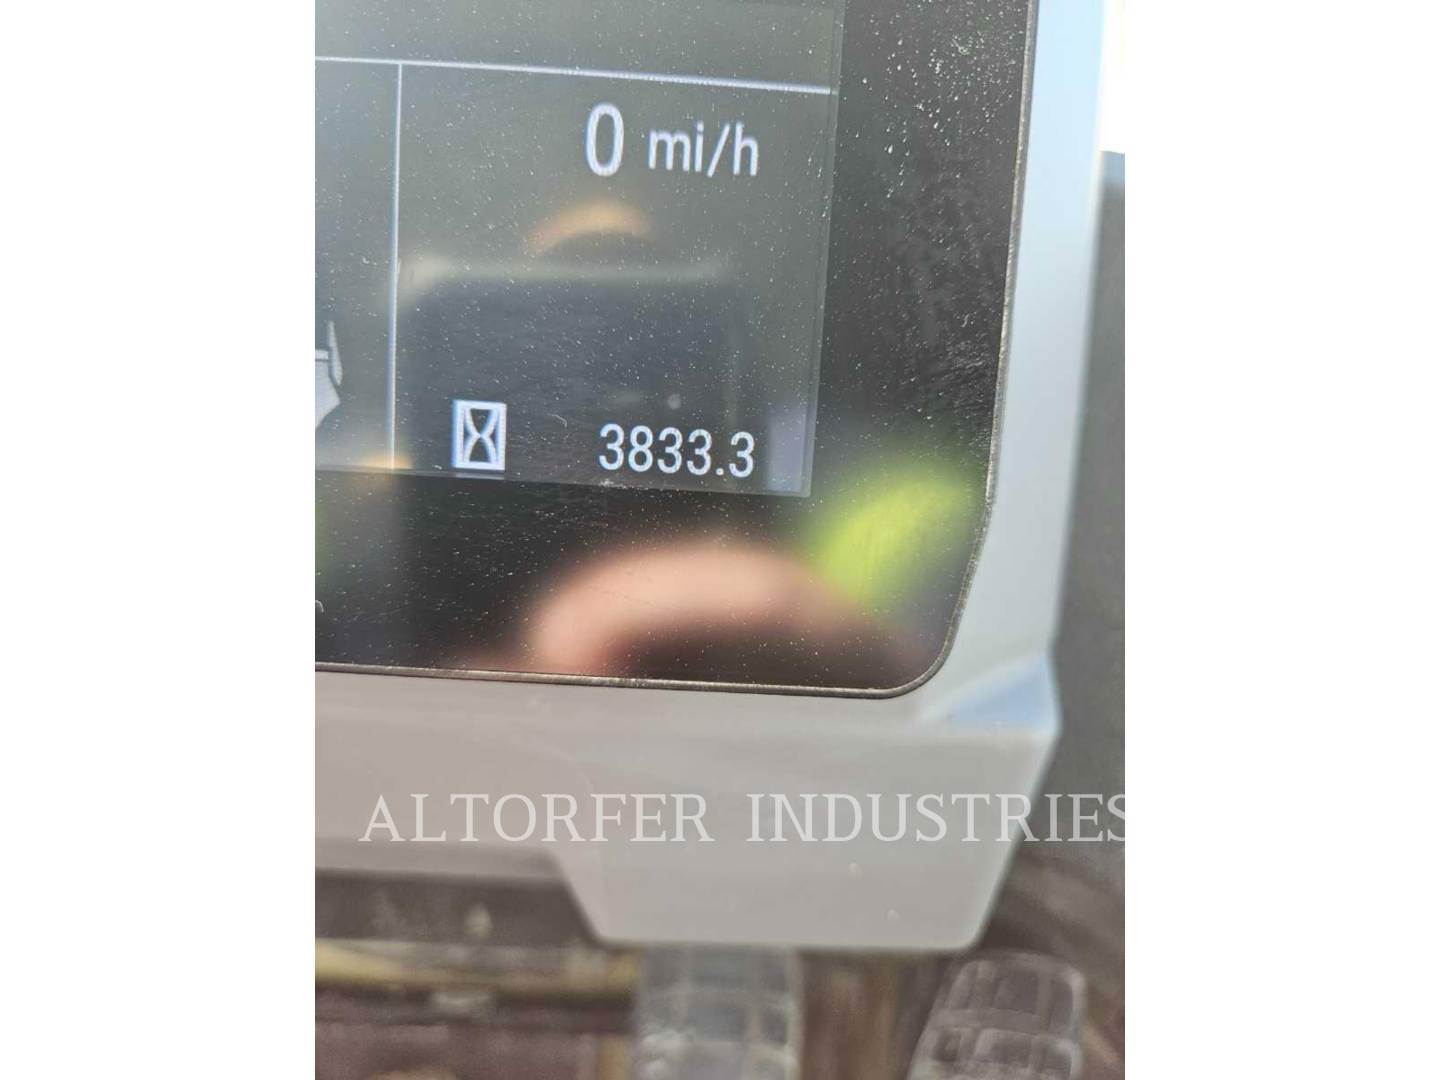 0 mi/h
3833.3
ALTORFER INDUSTRIES